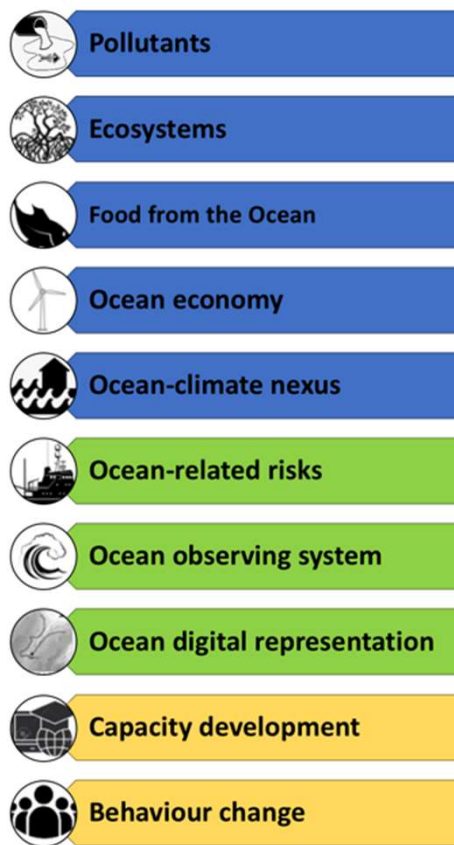 Pollutants
Ecosystems
Food from the Ocean
Ocean economy
Ocean-climate nexus
Ocean-related risks
Ocean observing system
Ocean digital representation
Capacity development
Behaviour change